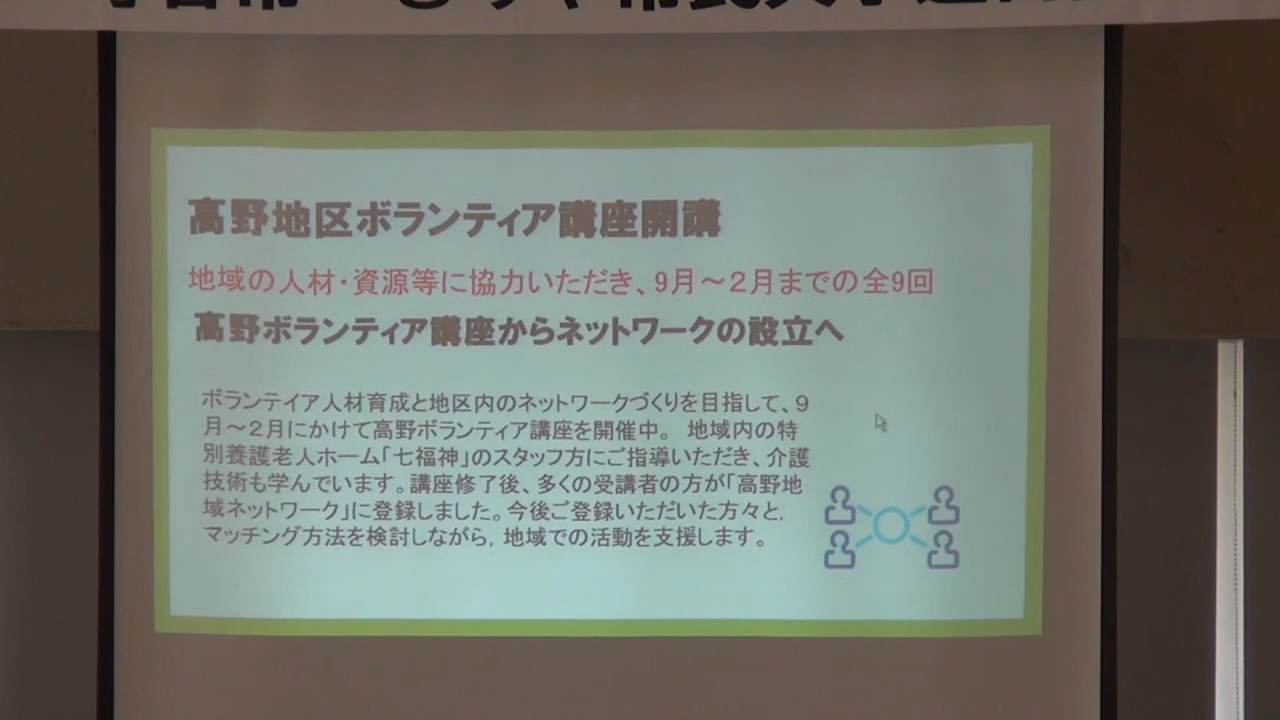 高野地区ボランティア講座開講
地域の人材・資源等に協力いただき、9月～2月までの全9回
高野ボランティア講座からネットワークの設立へ
ボランテイア人材育成と地区内のネットワークづくりを目指して、9
月～2月にかけて高野ボランティア講座を開催中。 地域内の特
別養護老人ホーム「七福神」のスタッフ方にご指導いただき、介護
技術も学んでいます。講座修了後、多くの受講者の方が「高野地
域ネットワーク」に登録しました。今後ご登録いただいた方々と,
マッチング方法を検討しながら, 地域での活動を支援します。